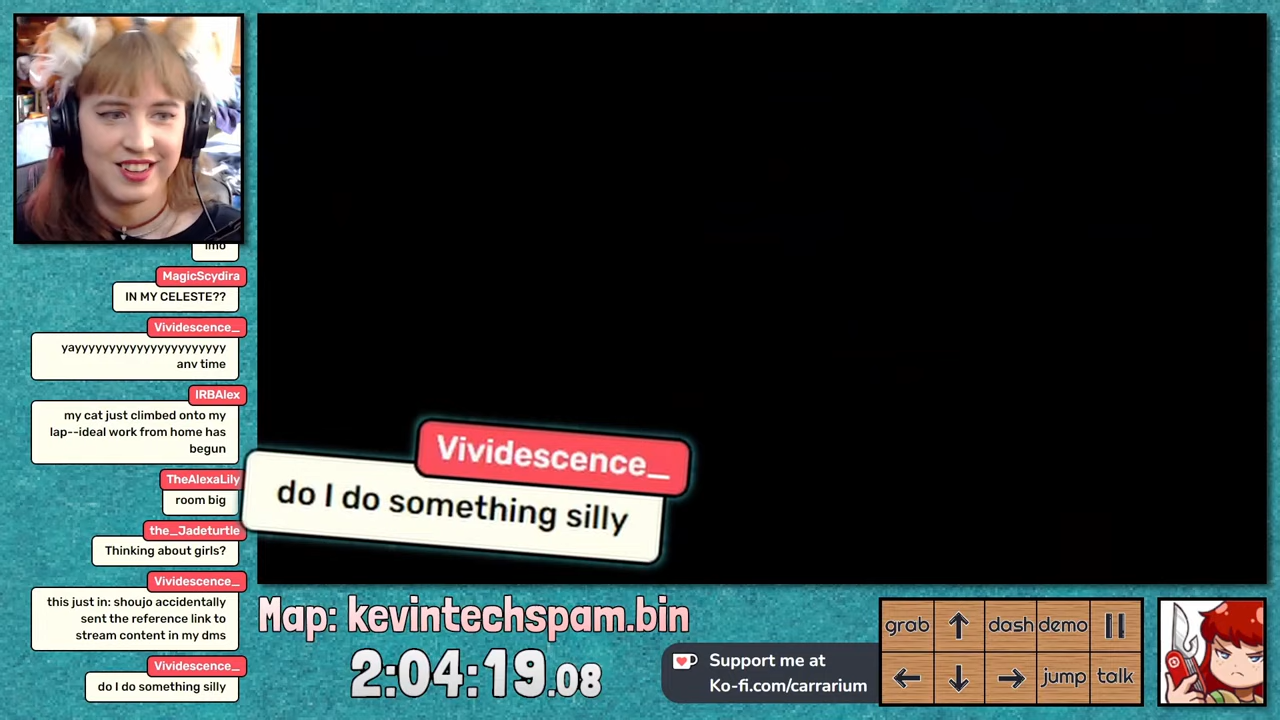 imo
MagicScydira
IN MY CELESTE??
Vividescence_
yayyyyyyyyyyyyyyyyyyyyyy
any time
IRBAlex
my cat just climbed onto my
lap--ideal work from home has
begun
TheAlexaLily
room big
the_Jadeturtle
Thinking about girls?
Vividescence_
this just in: shoujo accidentally
sent the reference link to
stream content in my dms
Vividescence_
do I do something silly
Vividescence_
do I do something silly
Map: kevintechspam.bin
2:04:19.08
Support me at
Ko-fi.com/carrarium
grab ↑ dash demo
← ↓ → jump talk